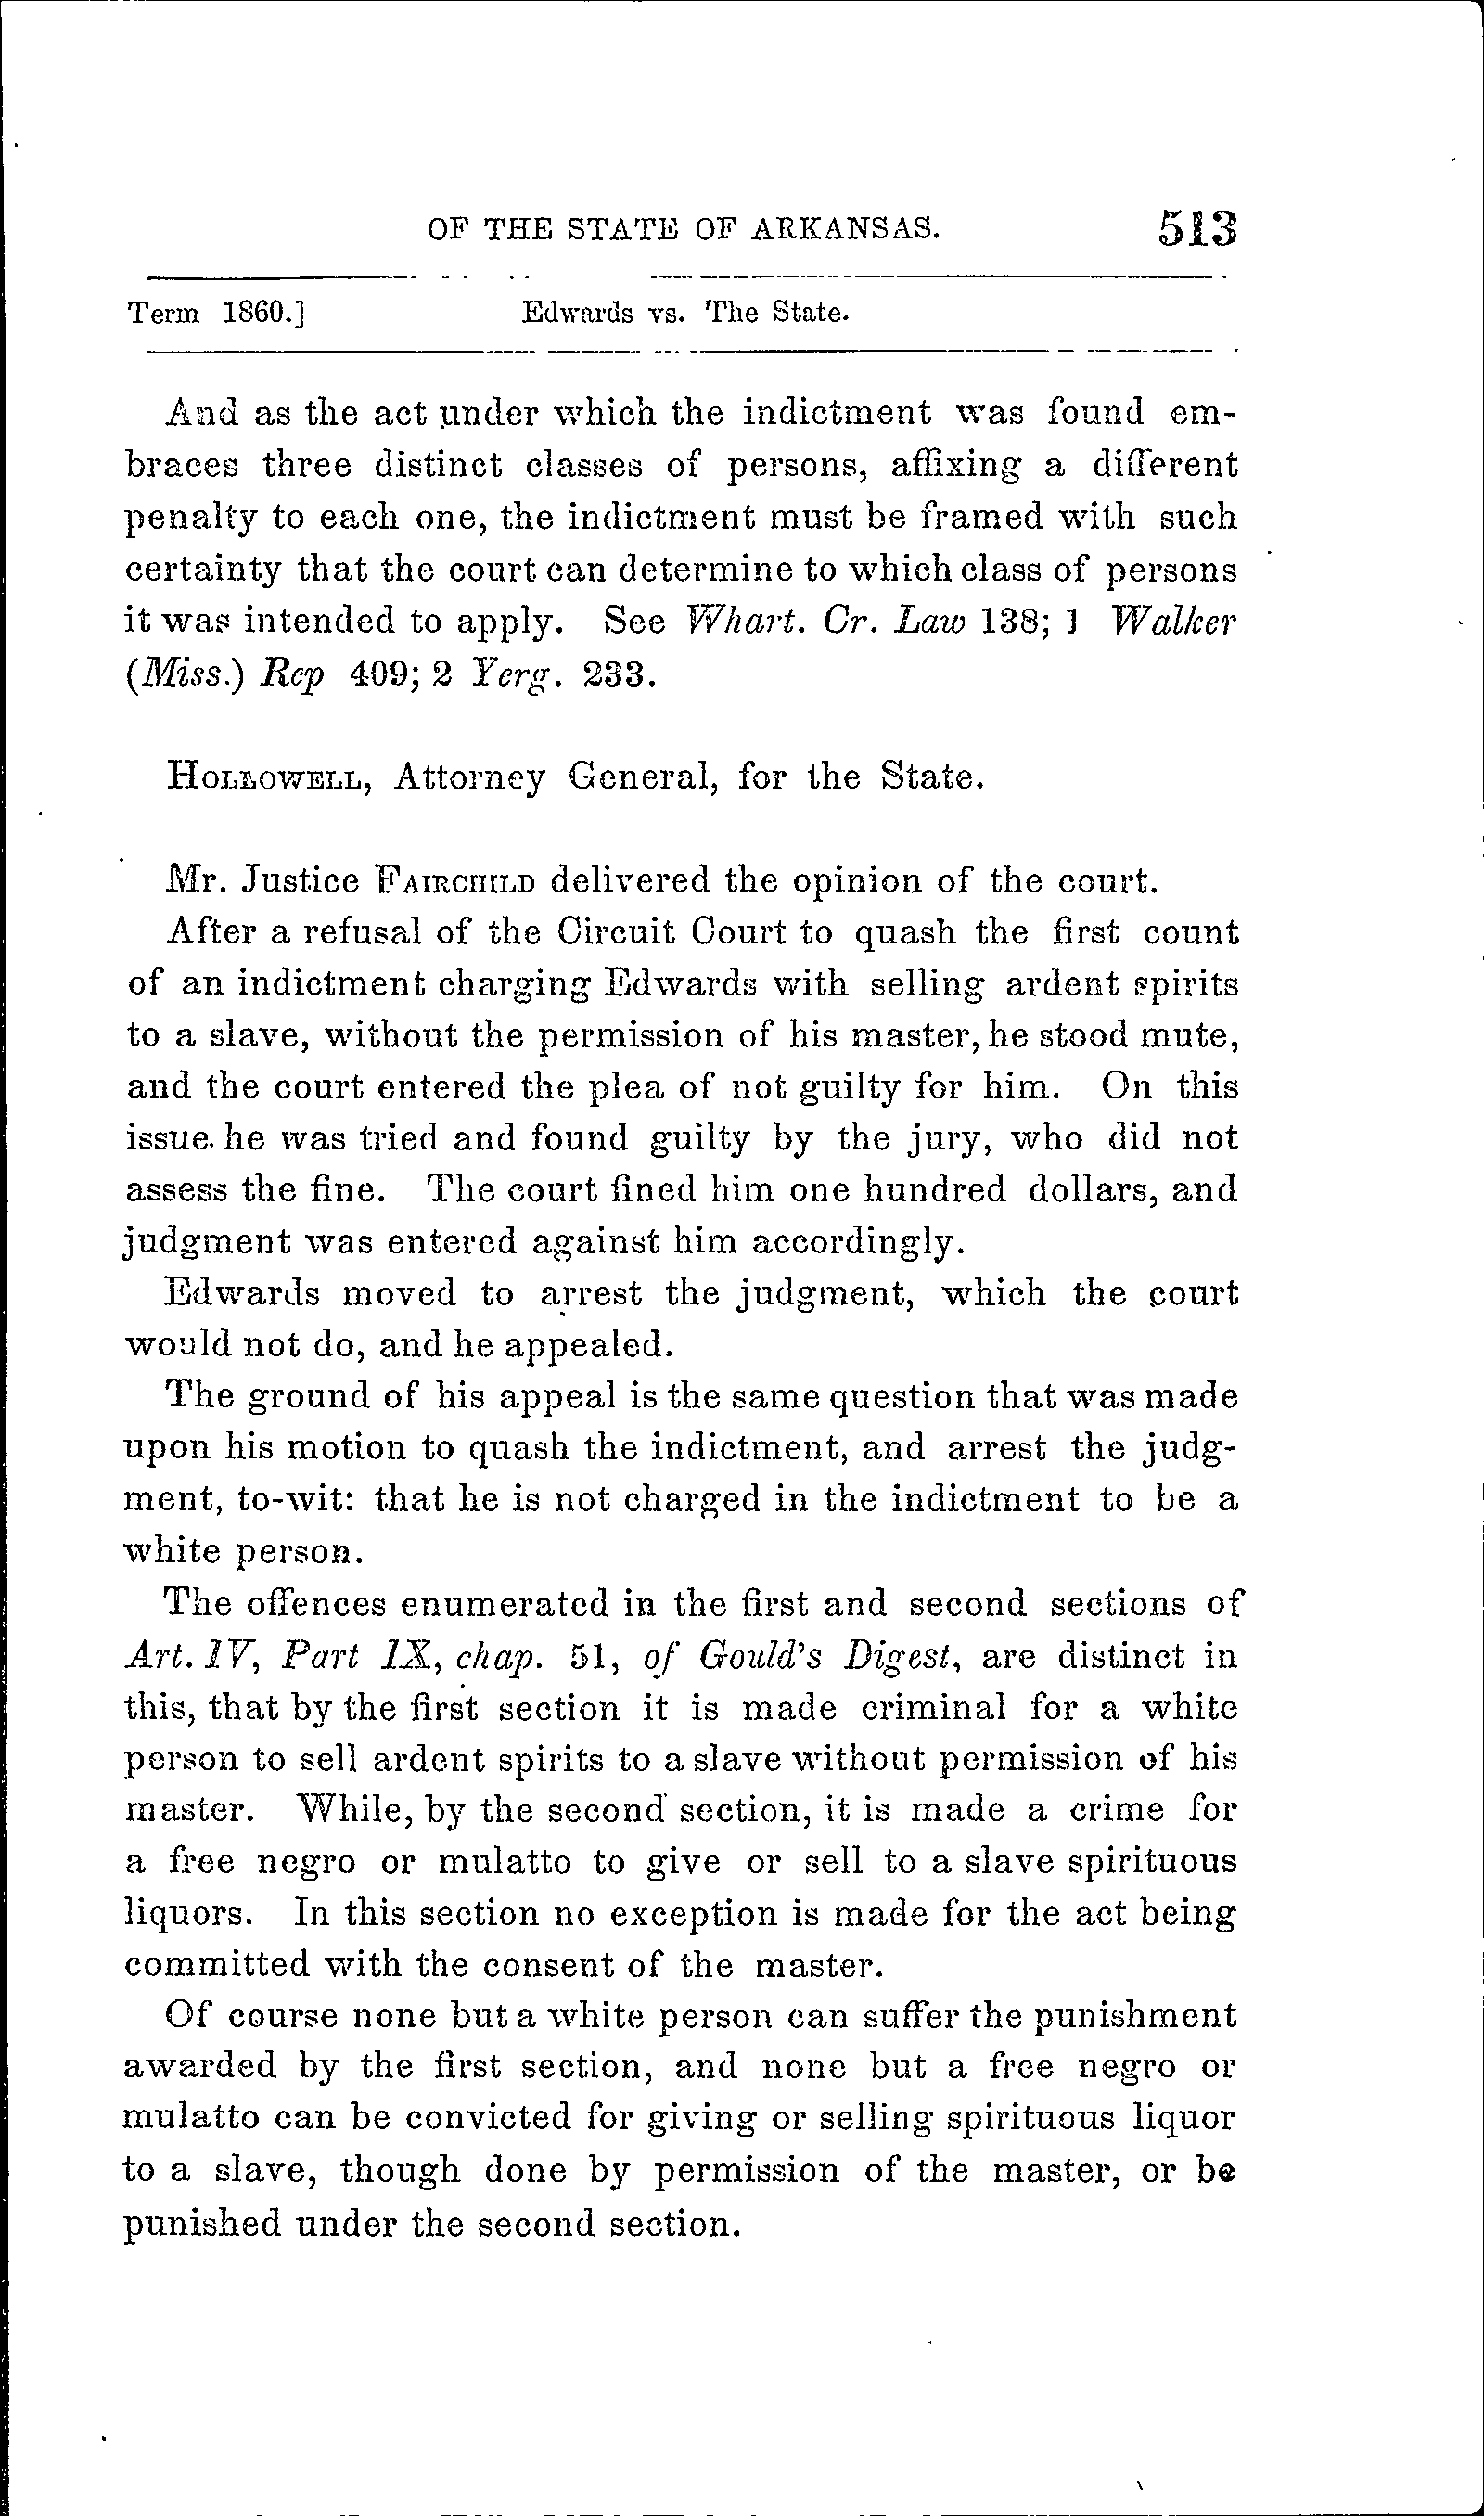 OF THE STATE OF ARKANSAS. 513
Term 1860.] Edwards vs. The State.
And as the act under which the indictment was found em-
braces three distinct classes of persons, affixing a different
penalty to each one, the indictment must be framed with such
certainty that the court can determine to which class of persons
it was intended to apply. See Whart. Cr. Law 138; 1 Walker
(Miss.) Rep 409; 2 Yerg. 233.
HOLLOWELL, Attorney General, for the State.
Mr. Justice FAIRCHILD delivered the opinion of the court.
After a refusal of the Circuit Court to quash the first count
of an indictment charging Edwards with selling ardent spirits
to a slave, without the permission of his master, he stood mute,
and the court entered the plea of not guilty for him. On this
issue. he was tried and found guilty by the jury, who did not
assess the fine. The court fined him one hundred dollars, and
judgment was entered against him accordingly.
Edwards moved to arrest the judgment, which the court
would not do, and he appealed.
The ground of his appeal is the same question that was made
upon his motion to quash the indictment, and arrest the judg-
ment, to-wit: that he is not charged in the indictment to be a
white person.
The offences enumerated in the first and second sections of
Art. IV, Part IX, chap. 51, of Gould's Digest, are distinct in
this, that by the first section it is made criminal for a white
person to sell ardent spirits to a slave without permission of his
master. While, by the second section, it is made a crime for
a free negro or mulatto to give or sell to a slave spirituous
liquors. In this section no exception is made for the act being
committed with the consent of the master.
Of course none but a white person can suffer the punishment
awarded by the first section, and none but a free negro or
mulatto can be convicted for giving or selling spirituous liquor
to a slave, though done by permission of the master, or be
punished under the second section.